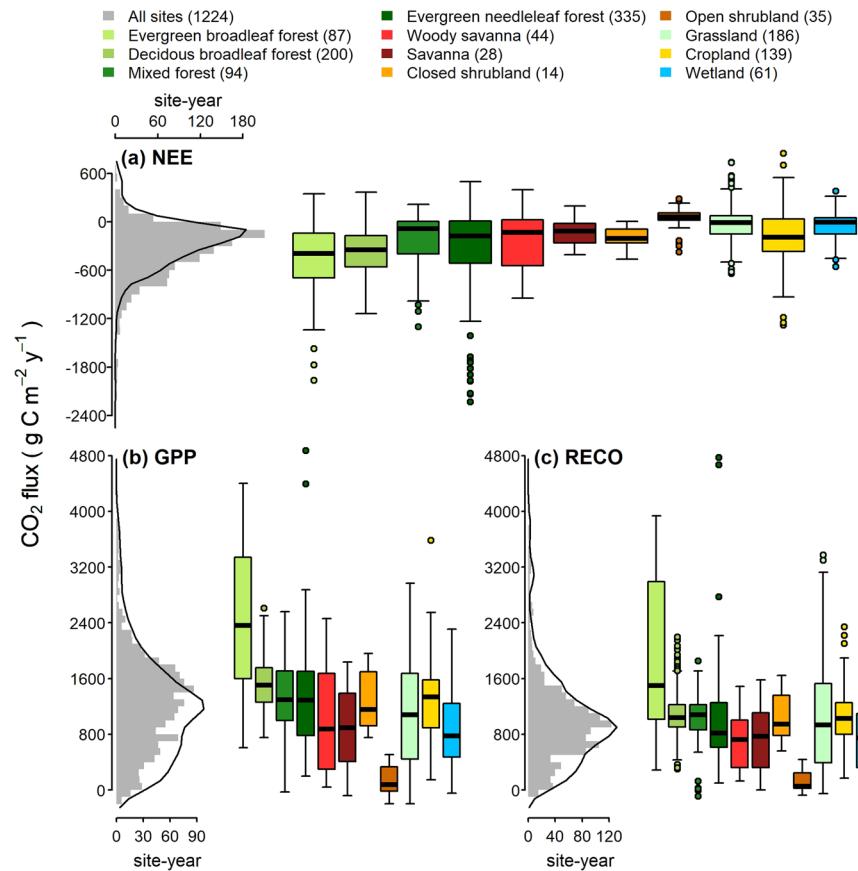 All sites (1224)
Evergreen broadleaf forest (87)
Decidous broadleaf forest (200)
Mixed forest (94)
Evergreen needleleaf forest (335)
Woody savanna (44)
Savanna (28)
Closed shrubland (14)
Open shrubland (35)
Grassland (186)
Cropland (139)
Wetland (61)
site-year
0 60 120 180
(a) NEE
600
0
-600
-1200
-1800
-2400
CO₂ flux ( g C m⁻² y⁻¹)
(b) GPP
4800
4000
3200
2400
1600
800
0
0 30 60 90
site-year
(c) RECO
4800
4000
3200
2400
1600
800
0
0 40 80 120
site-year